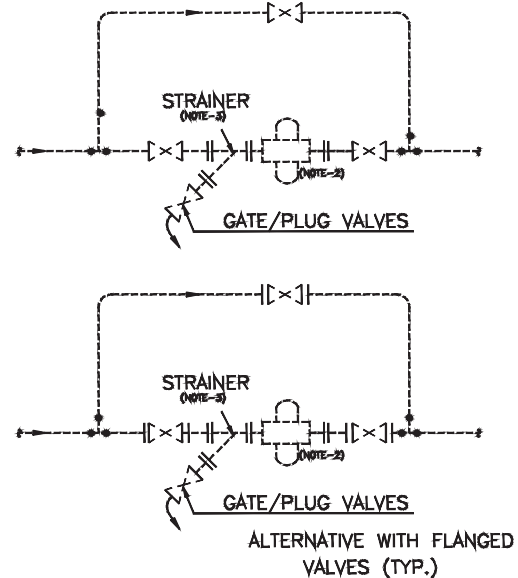 STRAINER
(NOTE-3)
(NOTE-2)
GATE/PLUG VALVES
STRAINER
(NOTE-3)
(NOTE-2)
GATE/PLUG VALVES
ALTERNATIVE WITH FLANGED
VALVES (TYP.)